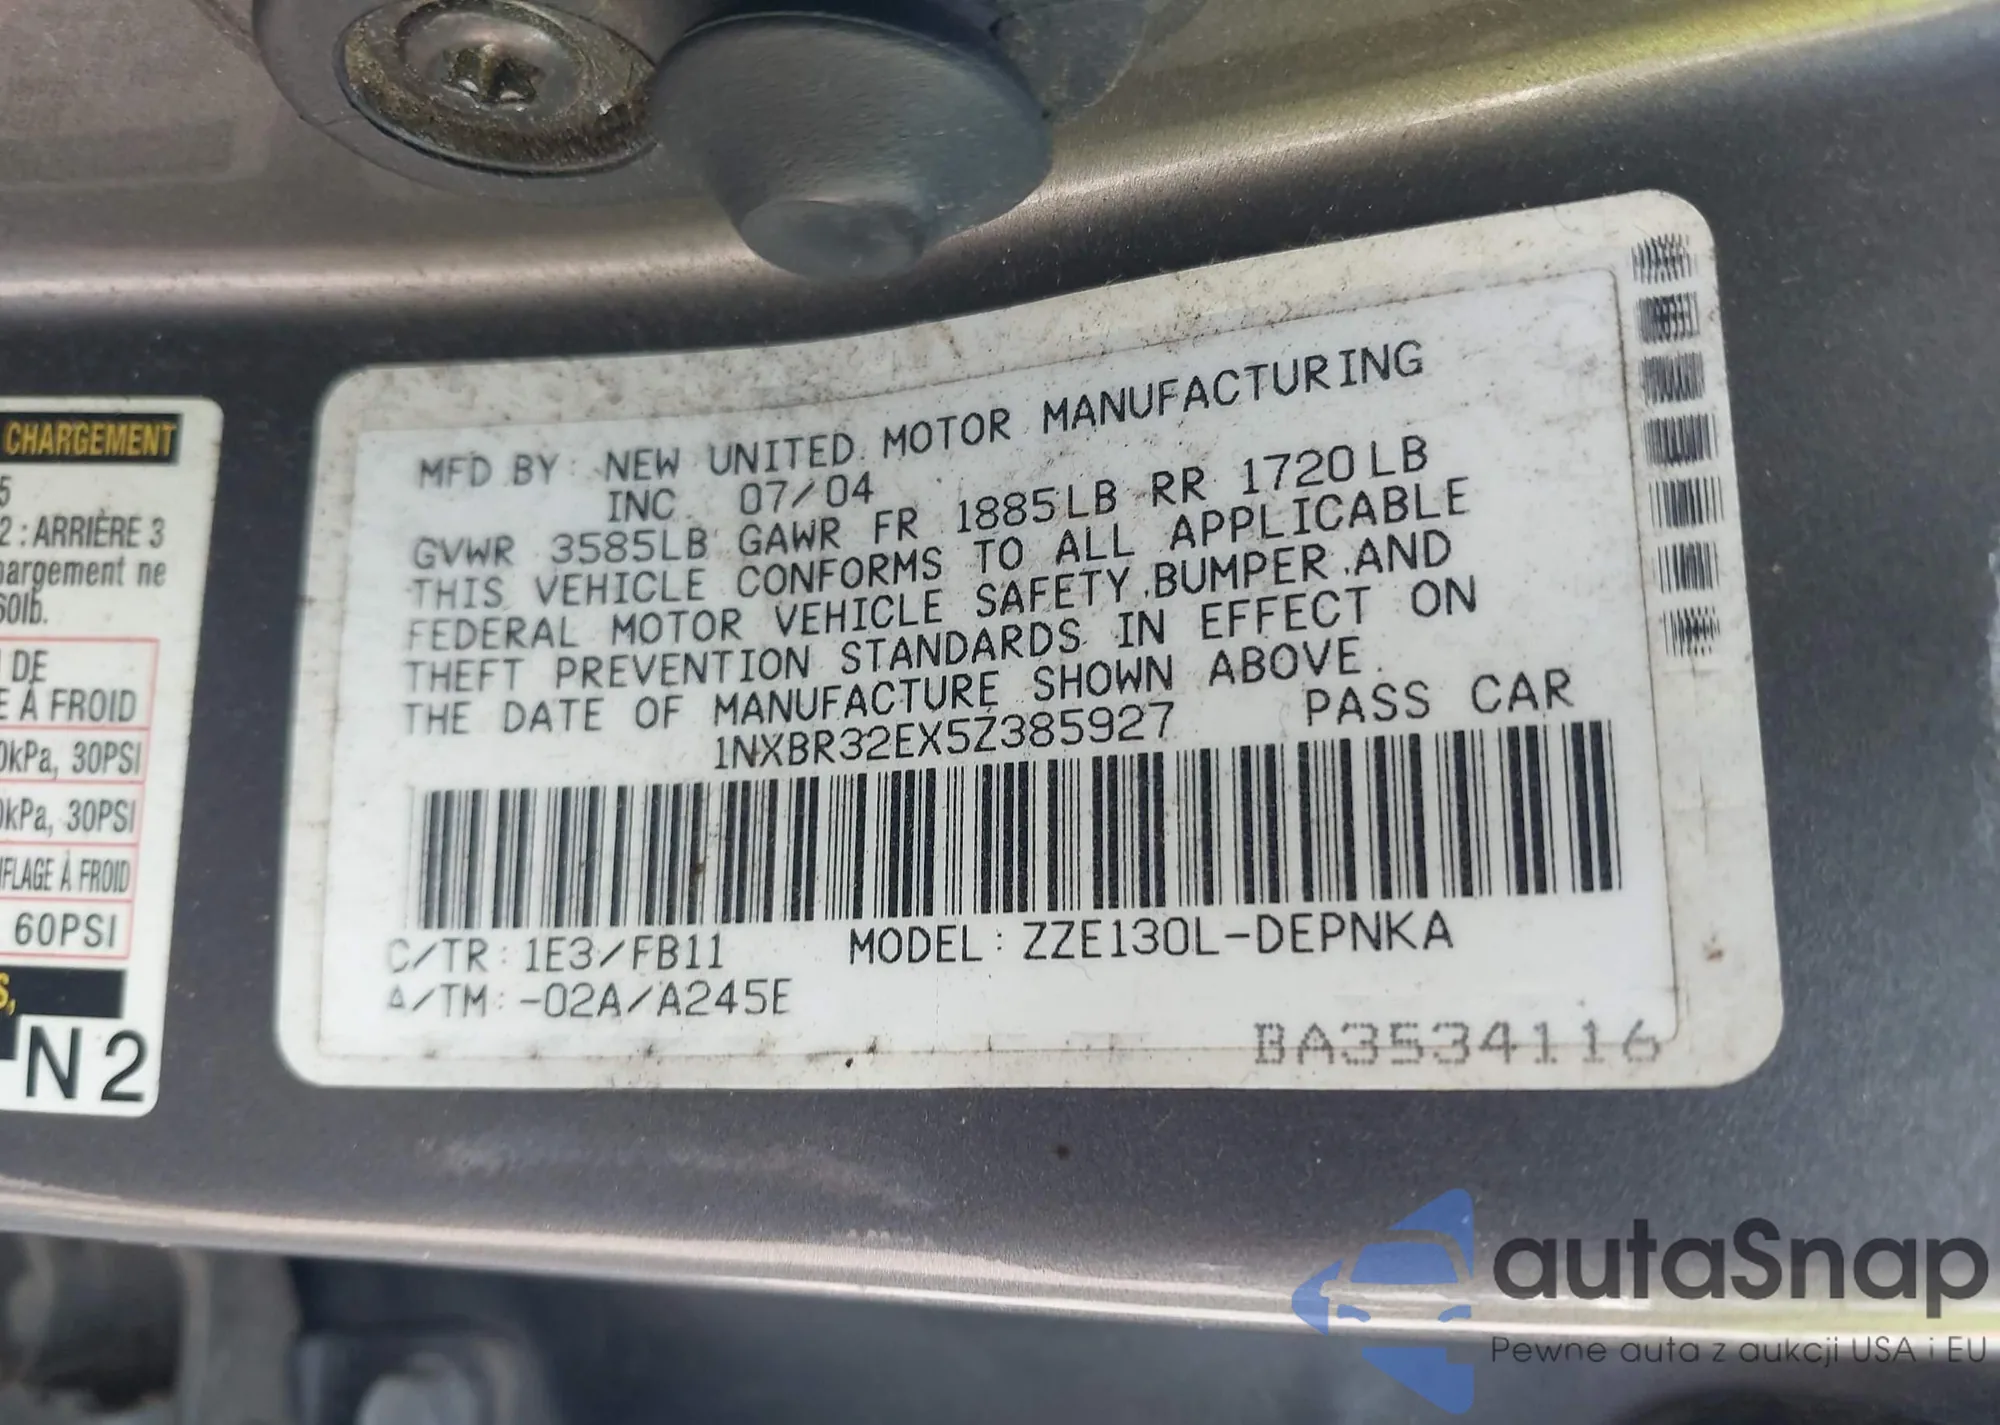 CHARGEMENT
5
2 : ARRIÈRE 3
argement ne
60lb.
DE
À FROID
kPa, 30PSI
kPa, 30PSI
FLAGE À FROID
60PSI
S,
N2
MFD BY: NEW UNITED MOTOR MANUFACTURING
INC. 07/04
GVWR 3585LB GAWR FR 1885LB RR 1720LB
THIS VEHICLE CONFORMS TO ALL APPLICABLE
FEDERAL MOTOR VEHICLE SAFETY,BUMPER,AND
THEFT PREVENTION STANDARDS IN EFFECT ON
THE DATE OF MANUFACTURE SHOWN ABOVE.
1NXBR32EX5Z385927 PASS CAR
C/TR: 1E3/FB11 MODEL: ZZE130L-DEPNKA
A/TM: -02A/A245E
BA3534116
autaSnap
Pewne auta z aukcji USA i EU